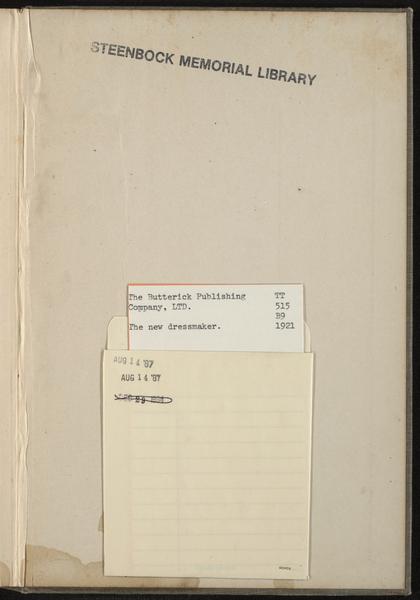 STEENBOCK MEMORIAL LIBRARY
The Butterick Publishing TT
Company, LTD. 515
B9
The new dressmaker. 1921
AUG 14 '87
AUG 14 '87